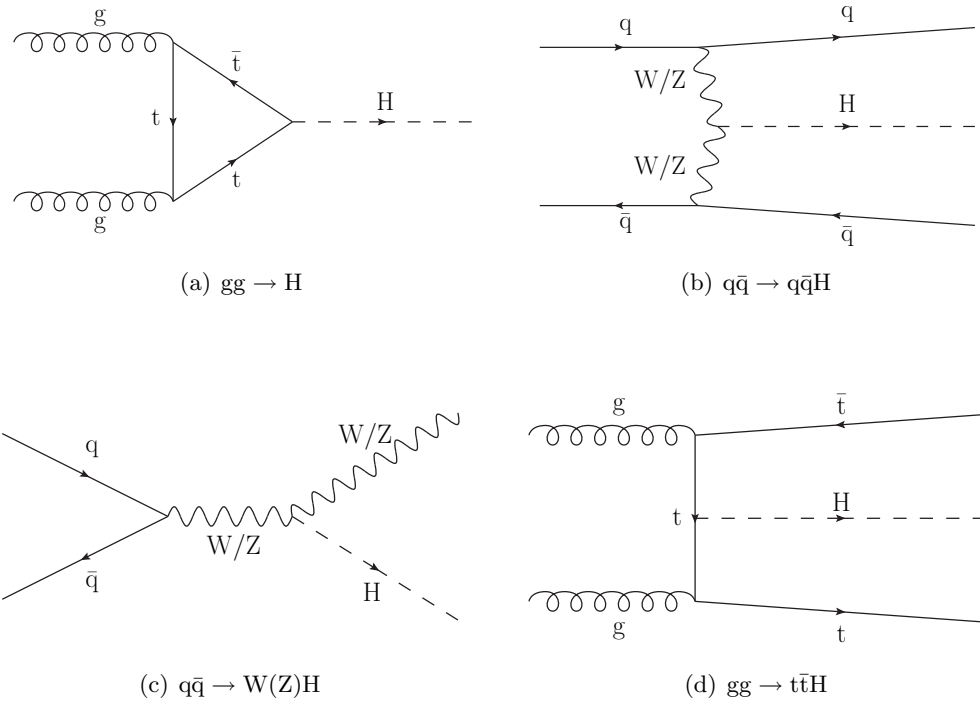 g
t̄
t
H
t
g
(a) gg → H
q
q
W/Z
H
W/Z
q̄
q̄
(b) qq̄ → qq̄H
q
W/Z
W/Z
q̄
H
(c) qq̄ → W(Z)H
g
t̄
H
t
g
t
(d) gg → tt̄H